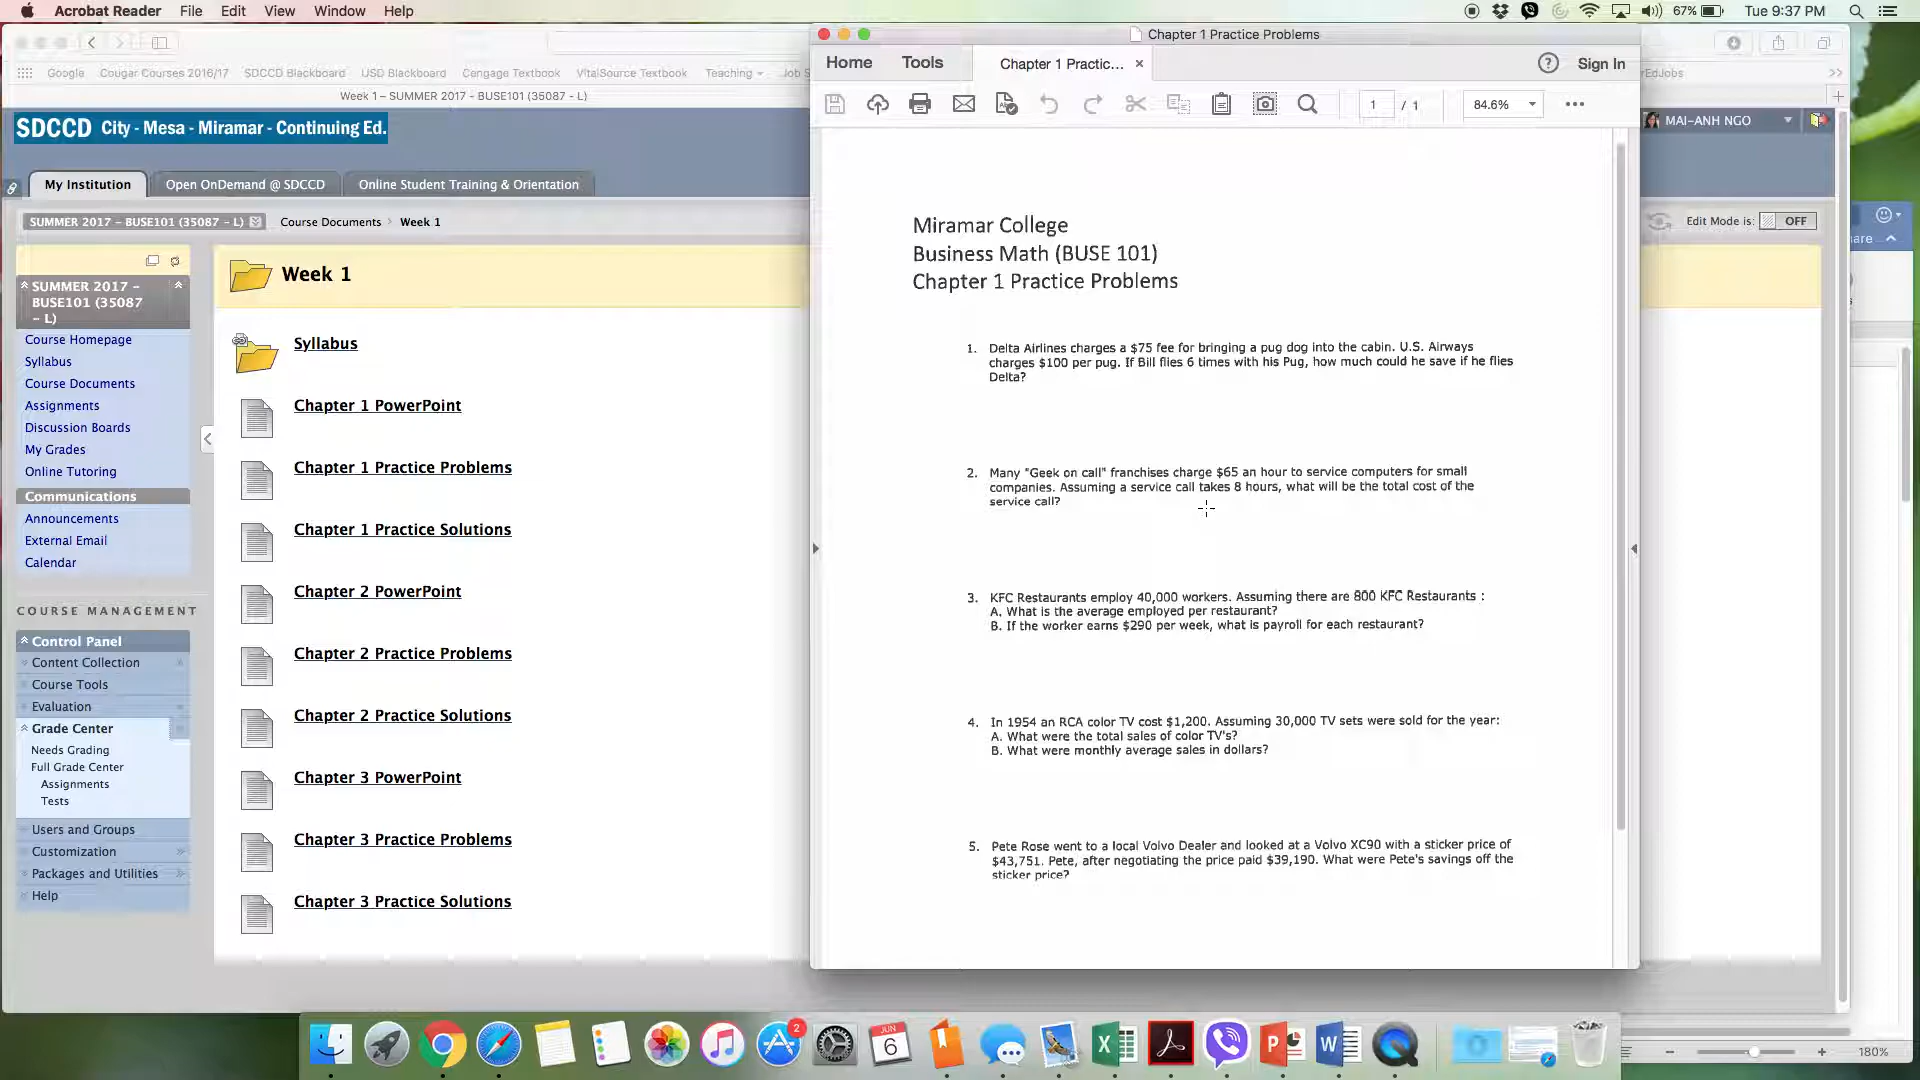 Acrobat Reader File Edit View Window Help
67% Tue 9:37 PM
Google Cougar Courses 2016/17 SDCCD Blackboard USD Blackboard Cengage Textbook VitalSource Textbook Teaching Job S
Week 1 – SUMMER 2017 - BUSE101 (35087 - L)
SDCCD City - Mesa - Miramar - Continuing Ed.
My Institution Open OnDemand @ SDCCD Online Student Training & Orientation
SUMMER 2017 – BUSE101 (35087 – L) Course Documents Week 1
SUMMER 2017 –
BUSE101 (35087
– L)
Course Homepage
Syllabus
Course Documents
Assignments
Discussion Boards
My Grades
Online Tutoring
Communications
Announcements
External Email
Calendar
COURSE MANAGEMENT
Control Panel
Content Collection
Course Tools
Evaluation
Grade Center
Needs Grading
Full Grade Center
Assignments
Tests
Users and Groups
Customization
Packages and Utilities
Help
Week 1
Syllabus
Chapter 1 PowerPoint
Chapter 1 Practice Problems
Chapter 1 Practice Solutions
Chapter 2 PowerPoint
Chapter 2 Practice Problems
Chapter 2 Practice Solutions
Chapter 3 PowerPoint
Chapter 3 Practice Problems
Chapter 3 Practice Solutions
Chapter 1 Practice Problems
Home Tools Chapter 1 Practic... × Sign In
1 / 1 84.6%
Miramar College
Business Math (BUSE 101)
Chapter 1 Practice Problems
1. Delta Airlines charges a $75 fee for bringing a pug dog into the cabin. U.S. Airways
charges $100 per pug. If Bill flies 6 times with his Pug, how much could he save if he flies
Delta?
2. Many "Geek on call" franchises charge $65 an hour to service computers for small
companies. Assuming a service call takes 8 hours, what will be the total cost of the
service call?
3. KFC Restaurants employ 40,000 workers. Assuming there are 800 KFC Restaurants :
A. What is the average employed per restaurant?
B. If the worker earns $290 per week, what is payroll for each restaurant?
4. In 1954 an RCA color TV cost $1,200. Assuming 30,000 TV sets were sold for the year:
A. What were the total sales of color TV's?
B. What were monthly average sales in dollars?
5. Pete Rose went to a local Volvo Dealer and looked at a Volvo XC90 with a sticker price of
$43,751. Pete, after negotiating the price paid $39,190. What were Pete's savings off the
sticker price?
rEdJobs
MAI-ANH NGO
Edit Mode is: OFF
are
2
JUN
6
180%